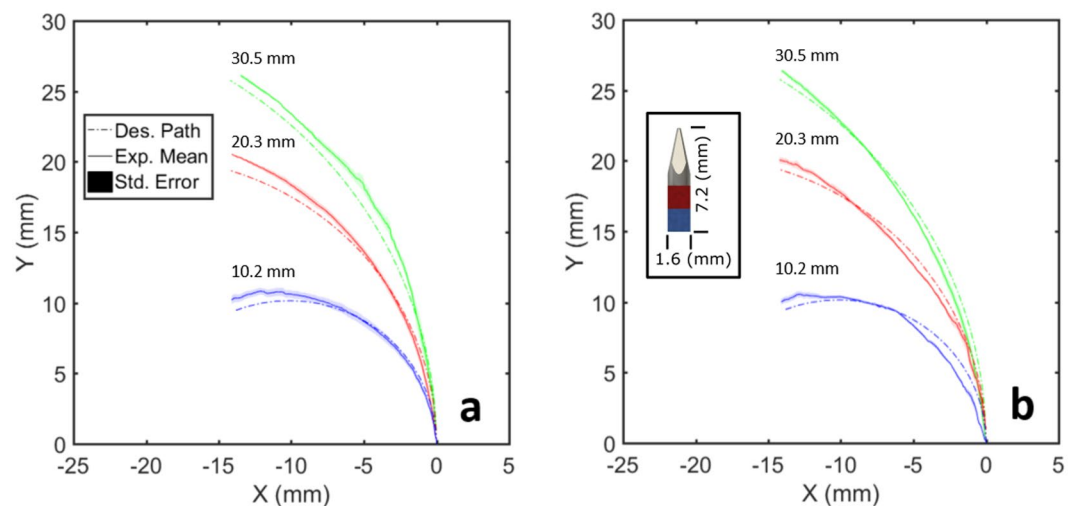 30
25
20
15
10
5
0
Y (mm)
-25 -20 -15 -10 -5 0 5
X (mm)
30.5 mm
20.3 mm
10.2 mm
Des. Path
Exp. Mean
Std. Error
a
30
25
20
15
10
5
0
Y (mm)
-25 -20 -15 -10 -5 0 5
X (mm)
30.5 mm
20.3 mm
10.2 mm
7.2 (mm)
1.6 (mm)
b